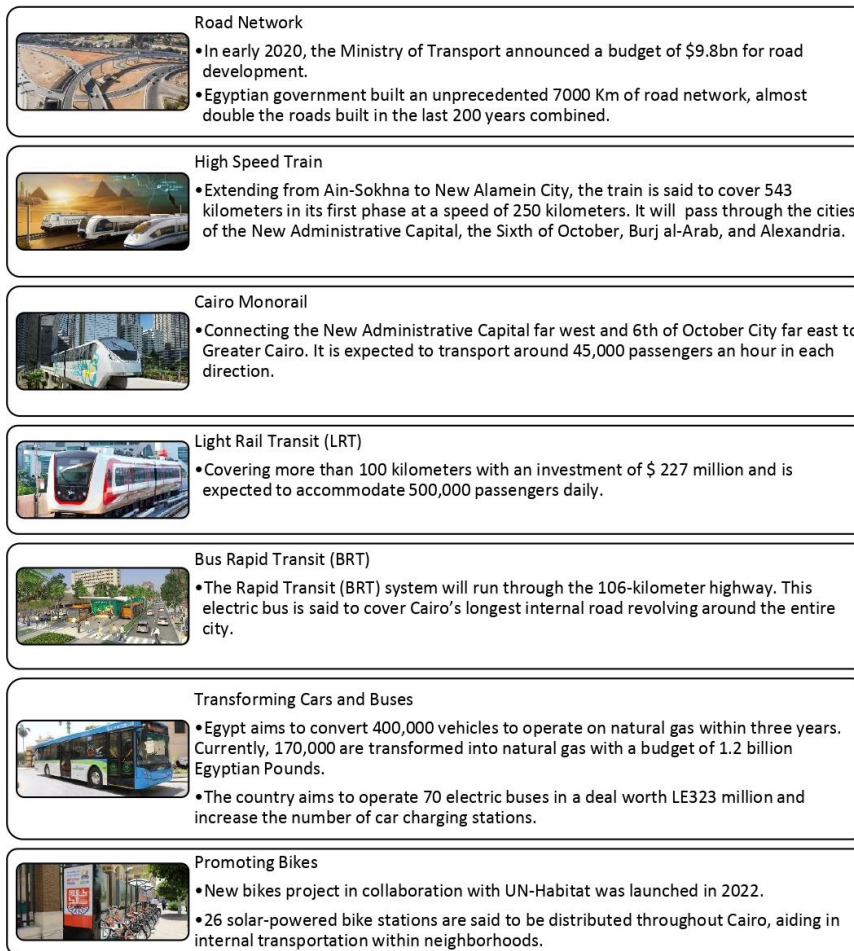 Road Network
•In early 2020, the Ministry of Transport announced a budget of $9.8bn for road
development.
•Egyptian government built an unprecedented 7000 Km of road network, almost
double the roads built in the last 200 years combined.
High Speed Train
•Extending from Ain-Sokhna to New Alamein City, the train is said to cover 543
kilometers in its first phase at a speed of 250 kilometers. It will  pass through the cities
of the New Administrative Capital, the Sixth of October, Burj al-Arab, and Alexandria.
Cairo Monorail
•Connecting the New Administrative Capital far west and 6th of October City far east to
Greater Cairo. It is expected to transport around 45,000 passengers an hour in each
direction.
Light Rail Transit (LRT)
•Covering more than 100 kilometers with an investment of $ 227 million and is
expected to accommodate 500,000 passengers daily.
Bus Rapid Transit (BRT)
•The Rapid Transit (BRT) system will run through the 106-kilometer highway. This
electric bus is said to cover Cairo’s longest internal road revolving around the entire
city.
Transforming Cars and Buses
•Egypt aims to convert 400,000 vehicles to operate on natural gas within three years.
Currently, 170,000 are transformed into natural gas with a budget of 1.2 billion
Egyptian Pounds.
•The country aims to operate 70 electric buses in a deal worth LE323 million and
increase the number of car charging stations.
Promoting Bikes
•New bikes project in collaboration with UN-Habitat was launched in 2022.
•26 solar-powered bike stations are said to be distributed throughout Cairo, aiding in
internal transportation within neighborhoods.